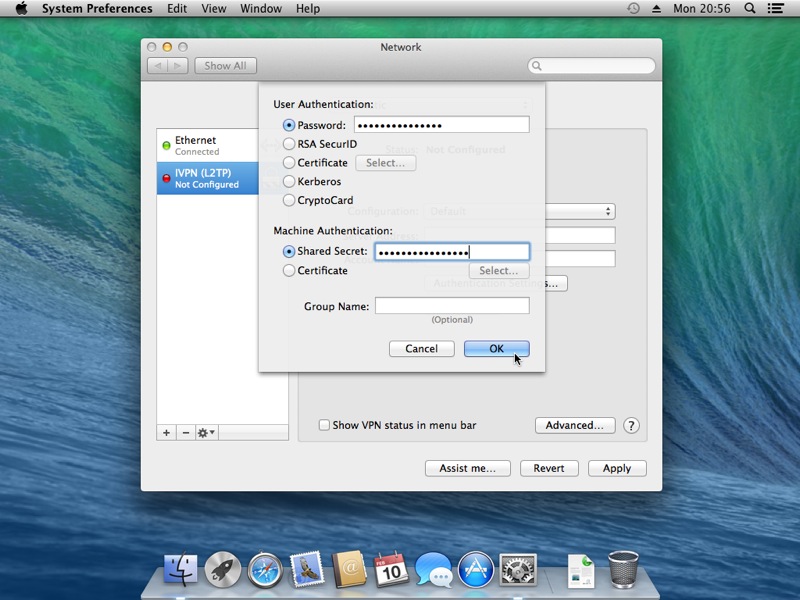 System Preferences Edit View Window Help Mon 20:56
Network
Show All
User Authentication:
Password: •••••••••••••••
RSA SecurID
Certificate Select...
Kerberos
CryptoCard
Machine Authentication:
Shared Secret: ••••••••••••••••
Certificate Select...
Group Name:
(Optional)
Cancel OK
Ethernet
Connected
IVPN (L2TP)
Not Configured
Status: Not Configured
Configuration: Default
Authentication Settings...
Show VPN status in menu bar Advanced... ?
Assist me... Revert Apply
FEB
10